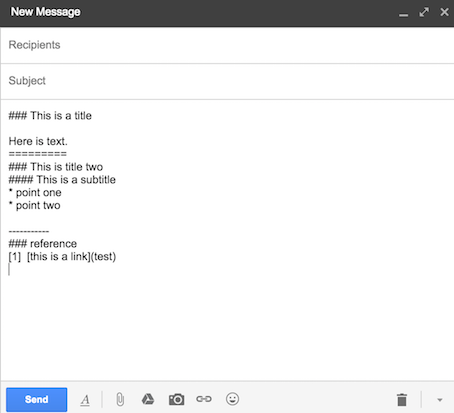 New Message
Recipients
Subject
### This is a title
Here is text.
=========
### This is title two
#### This is a subtitle
* point one
* point two
-----------
### reference
[1]  [this is a link](test)
Send
A